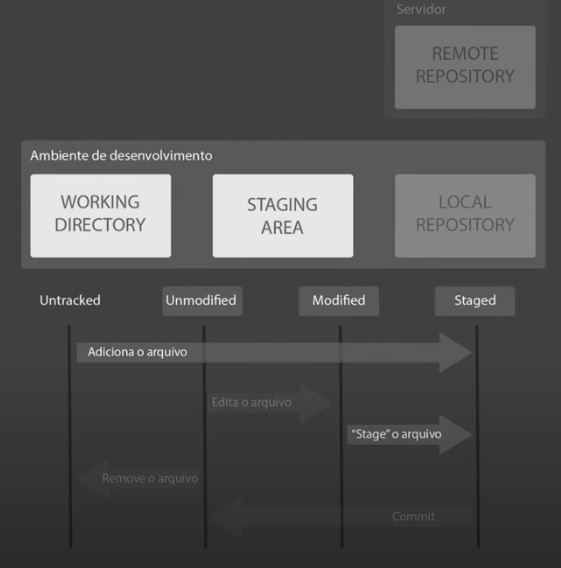 Servidor
REMOTE
REPOSITORY
Ambiente de desenvolvimento
WORKING
DIRECTORY
STAGING
AREA
LOCAL
REPOSITORY
Untracked
Unmodified
Modified
Staged
Adiciona o arquivo
Edita o arquivo
“Stage” o arquivo
Remove o arquivo
Commit